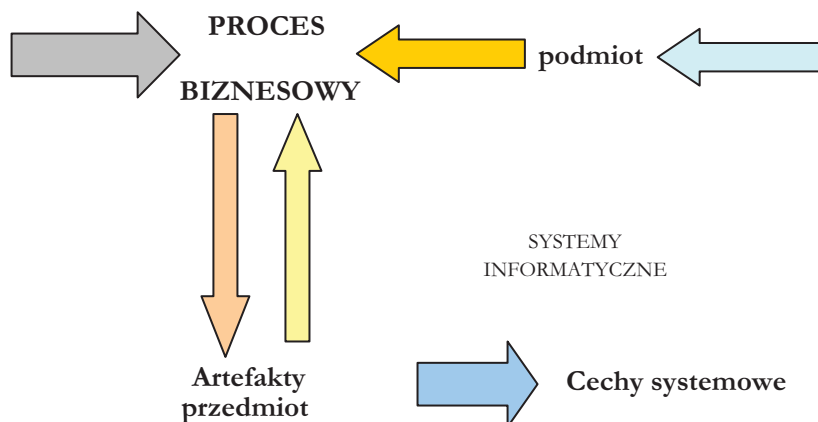 PROCES
BIZNESOWY
podmiot
SYSTEMY
INFORMATYCZNE
Artefakty
przedmiot
Cechy systemowe